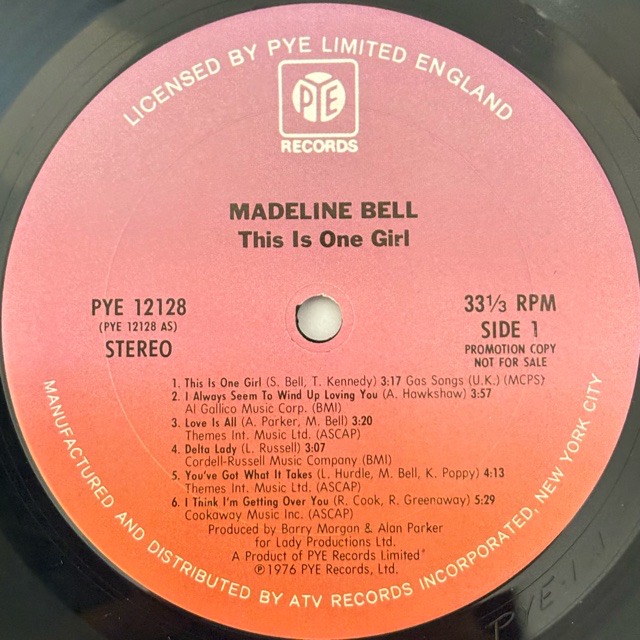 LICENSED BY PYE LIMITED ENGLAND
PYE
RECORDS
MADELINE BELL
This Is One Girl
PYE 12128
(PYE 12128 AS)
STEREO
33⅓ RPM
SIDE 1
PROMOTION COPY
NOT FOR SALE
1. This Is One Girl (S. Bell, T. Kennedy) 3:17 Gas Songs (U.K.) (MCPS)
2. I Always Seem To Wind Up Loving You (A. Hawkshaw) 3:57
Al Gallico Music Corp. (BMI)
3. Love Is All (A. Parker, M. Bell) 3:20
Themes Int. Music Ltd. (ASCAP)
4. Delta Lady (L. Russell) 3:07
Cordell-Russell Music Company (BMI)
5. You've Got What It Takes (L. Hurdle, M. Bell, K. Poppy) 4:13
Themes Int. Music Ltd. (ASCAP)
6. I Think I'm Getting Over You (R. Cook, R. Greenaway) 5:29
Cookaway Music Inc. (ASCAP)
Produced by Barry Morgan & Alan Parker
for Lady Productions Ltd.
A Product of PYE Records Limited
℗1976 PYE Records, Ltd.
MANUFACTURED AND DISTRIBUTED BY ATV RECORDS INCORPORATED, NEW YORK CITY